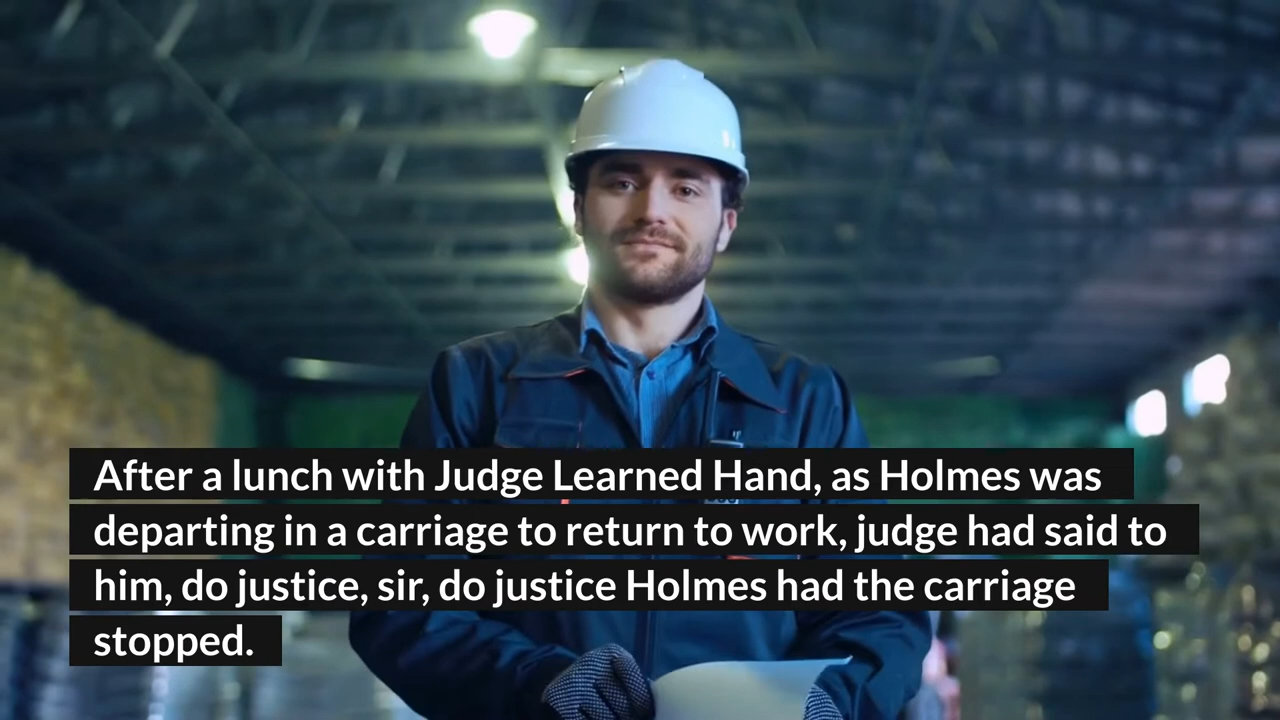 After a lunch with Judge Learned Hand, as Holmes was
departing in a carriage to return to work, judge had said to
him, do justice, sir, do justice Holmes had the carriage
stopped.